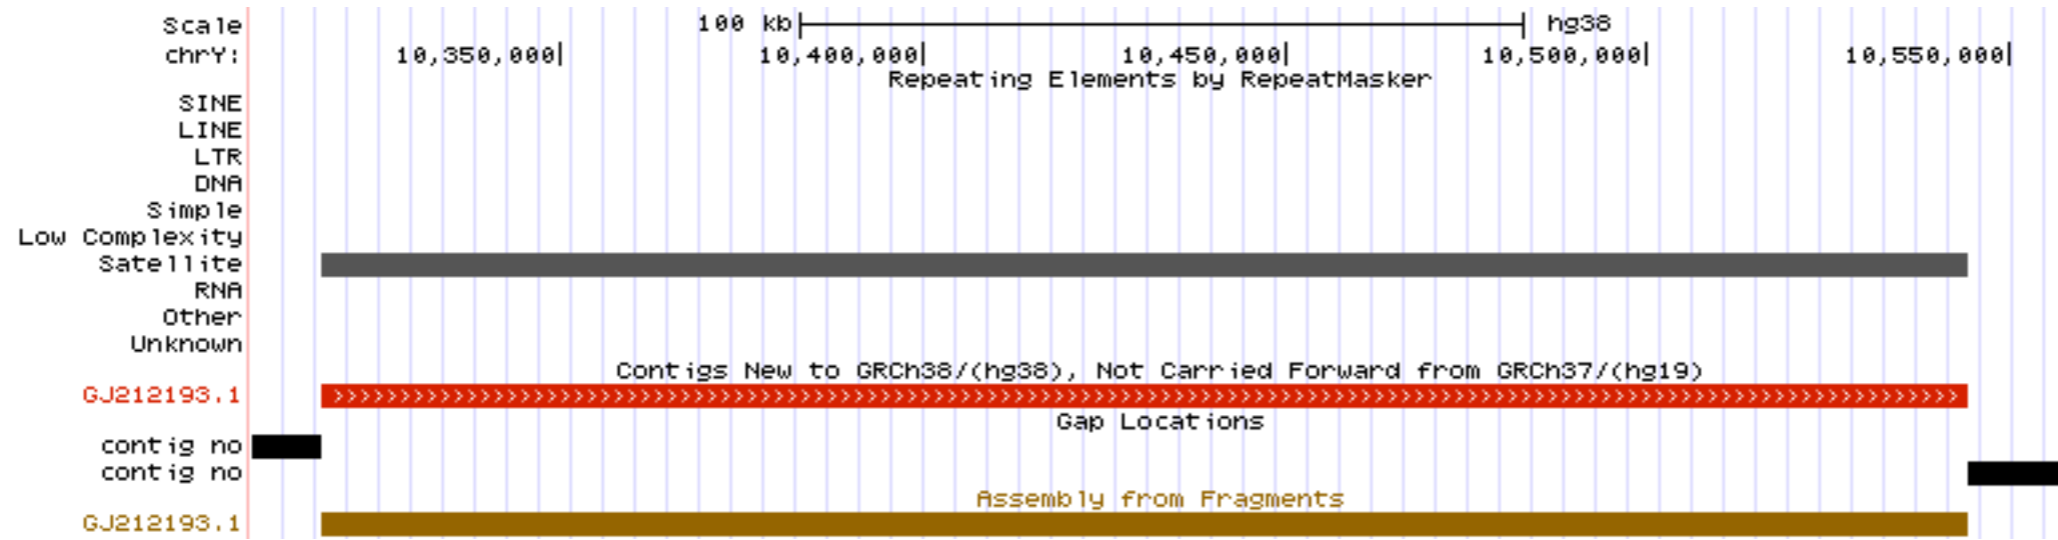 Scale 100 kb hg38
chrY: 10,350,000 10,400,000 10,450,000 10,500,000 10,550,000
Repeating Elements by RepeatMasker
SINE
LINE
LTR
DNA
Simple
Low Complexity
Satellite
RNA
Other
Unknown
Contigs New to GRCh38/(hg38), Not Carried Forward from GRCh37/(hg19)
GJ212193.1
Gap Locations
contig no
contig no
Assembly from Fragments
GJ212193.1